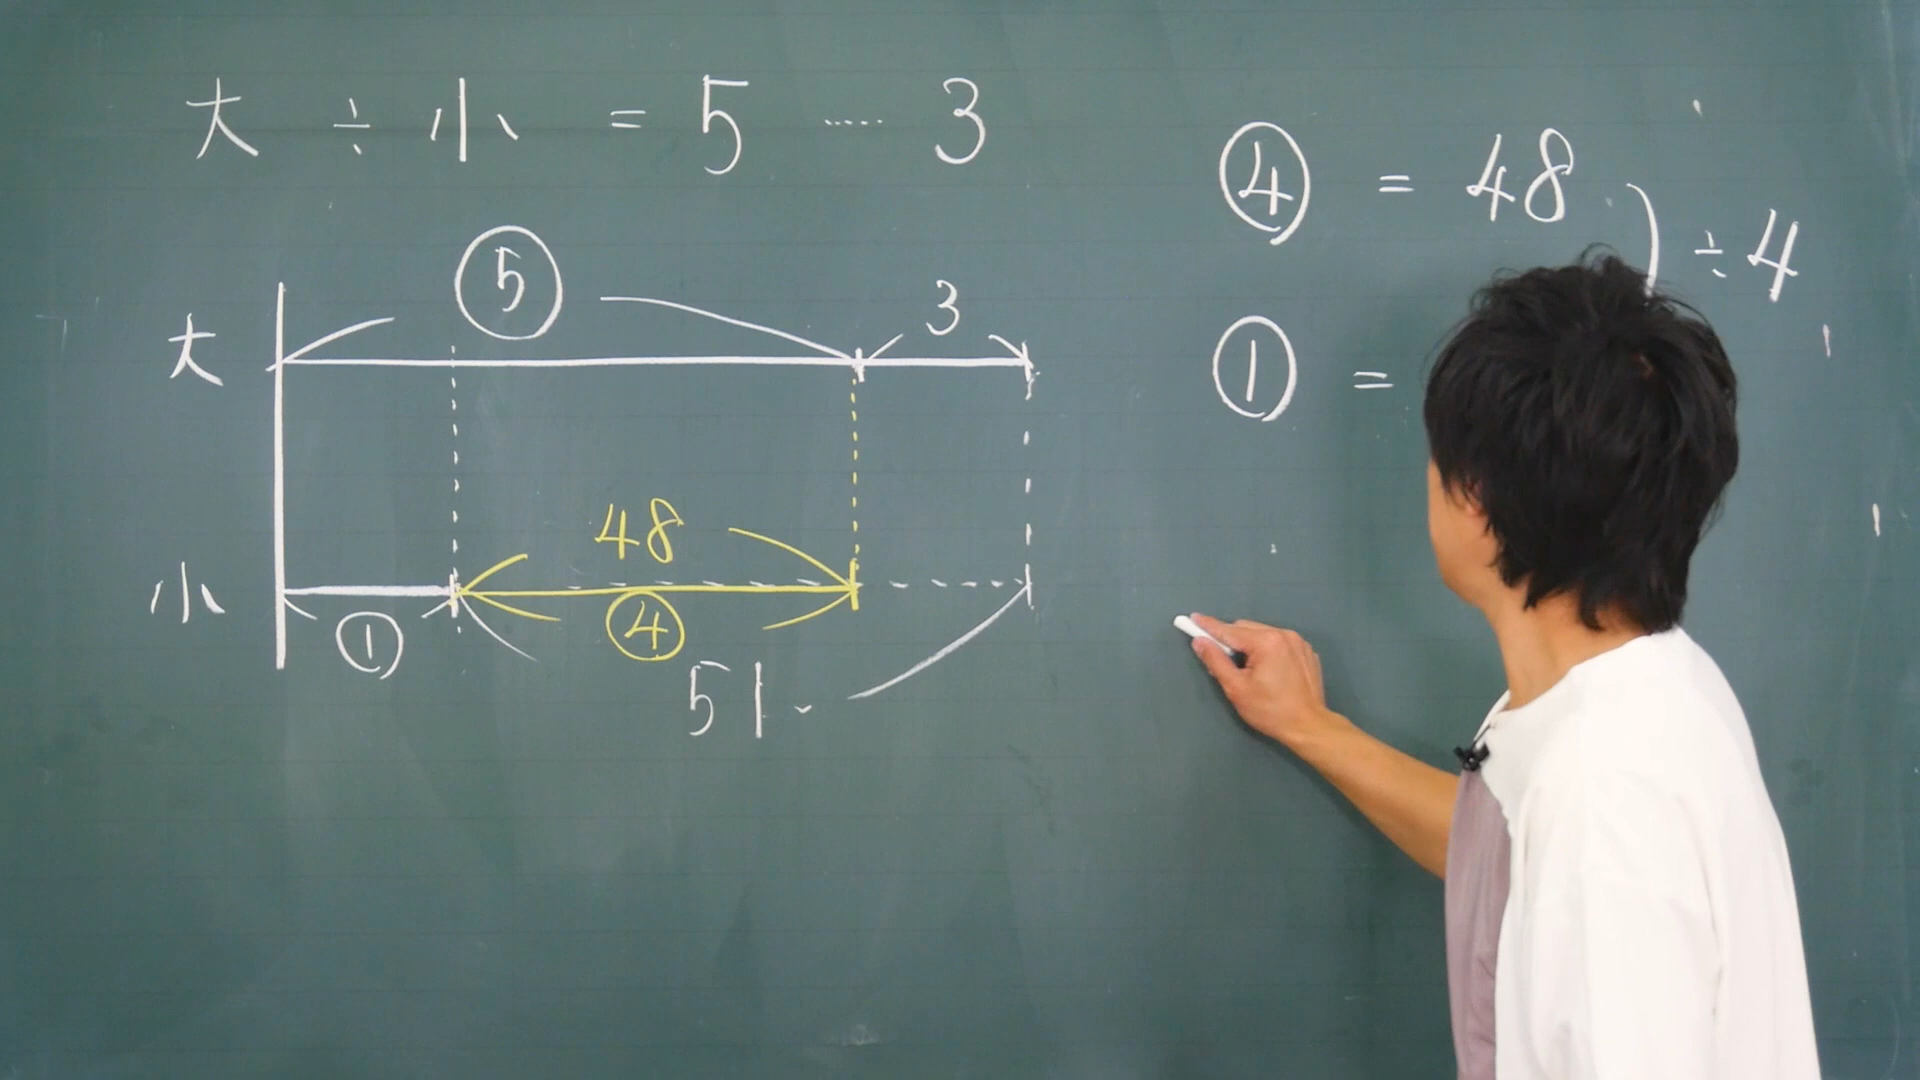 大 ÷ 小 = 5 ····· 3
⑤
3
大
48
小
①
④
51
④ = 48
÷4
① =